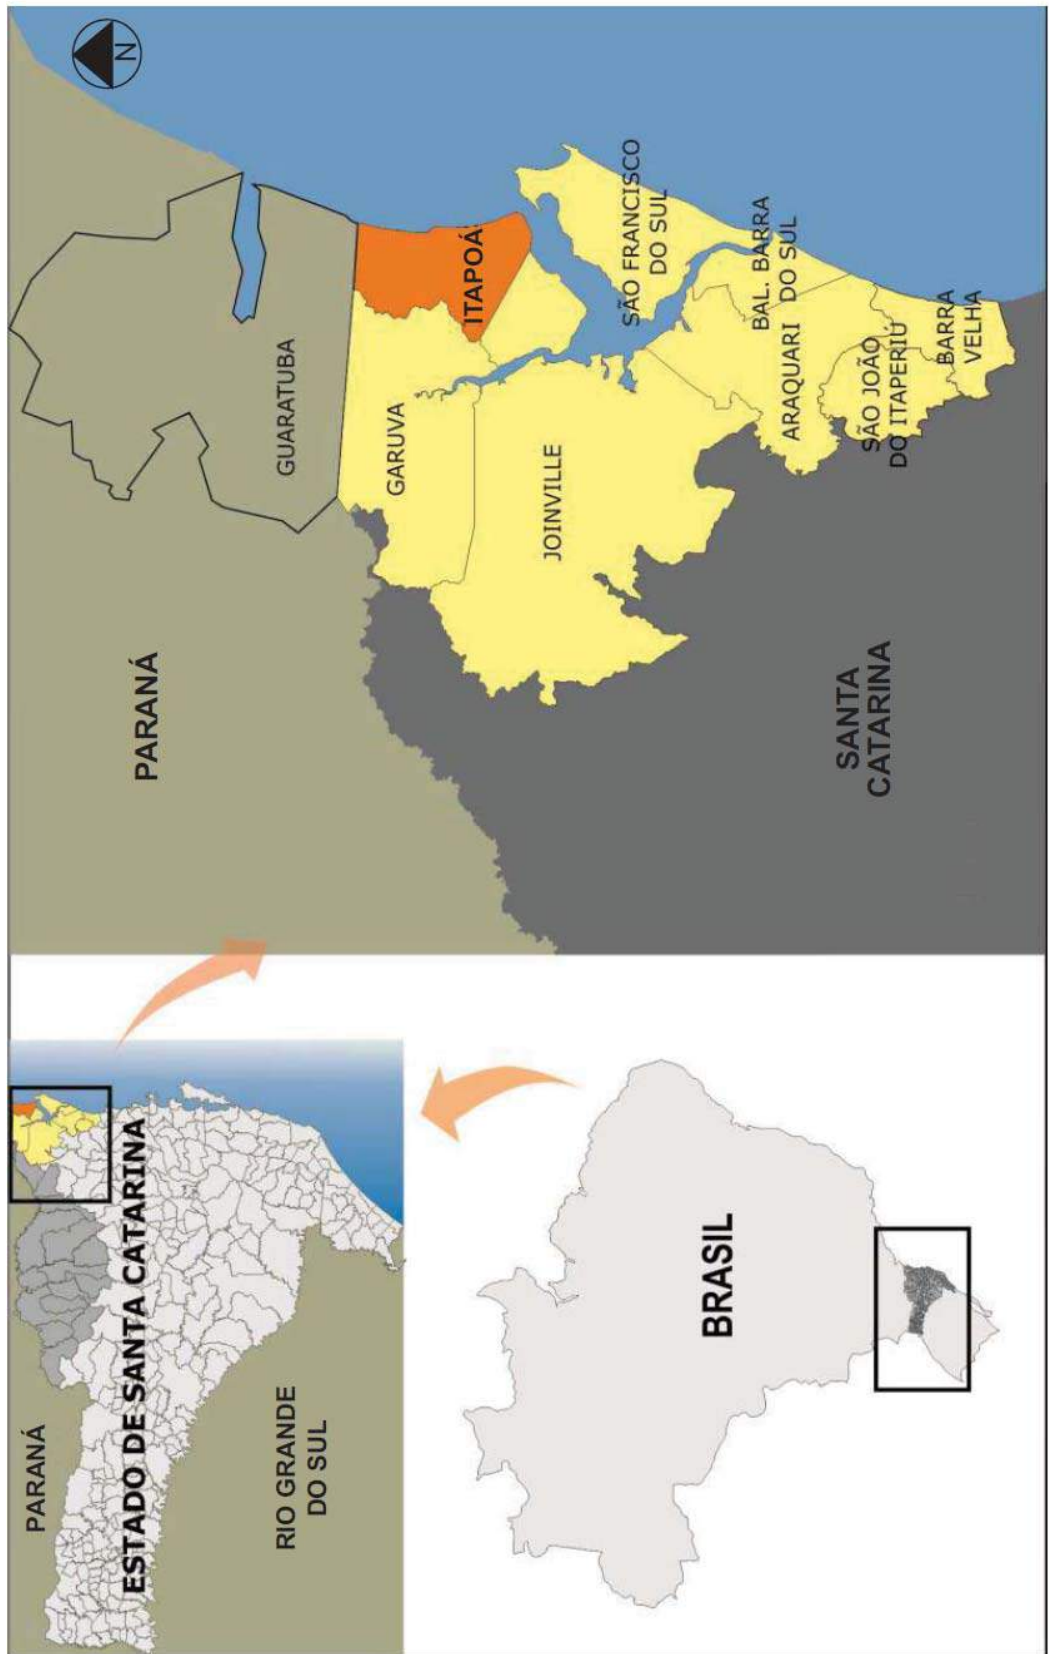 PARANÁ
ESTADO DE SANTA CATARINA
RIO GRANDE
DO SUL
BRASIL
N
PARANÁ
GUARATUBA
GARUVA
ITAPOÁ
JOINVILLE
SÃO FRANCISCO
DO SUL
BAL. BARRA
DO SUL
ARAQUARI
SÃO JOÃO
DO ITAPERIÚ
BARRA
VELHA
SANTA
CATARINA